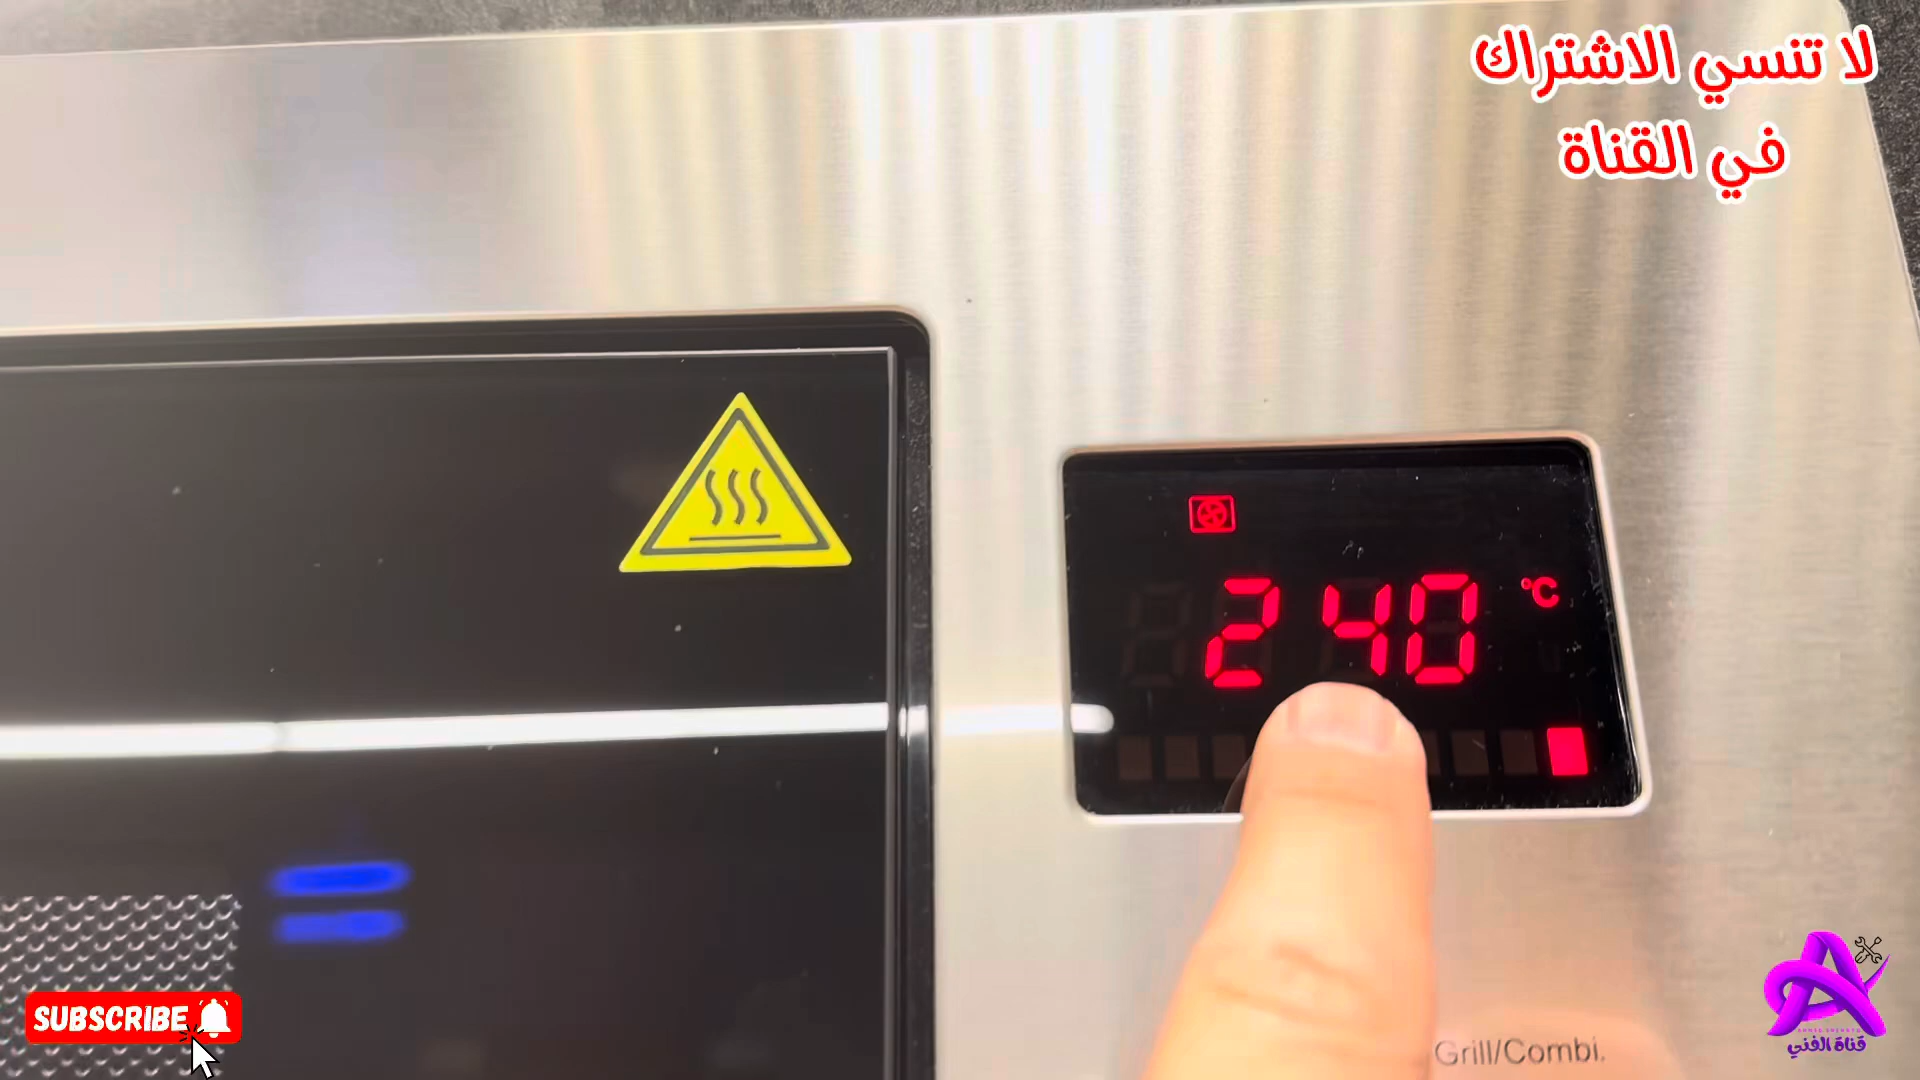 لا تنسي الاشتراك
في القناة
240 °C
Grill/Combi.
SUBSCRIBE
قناة الفني